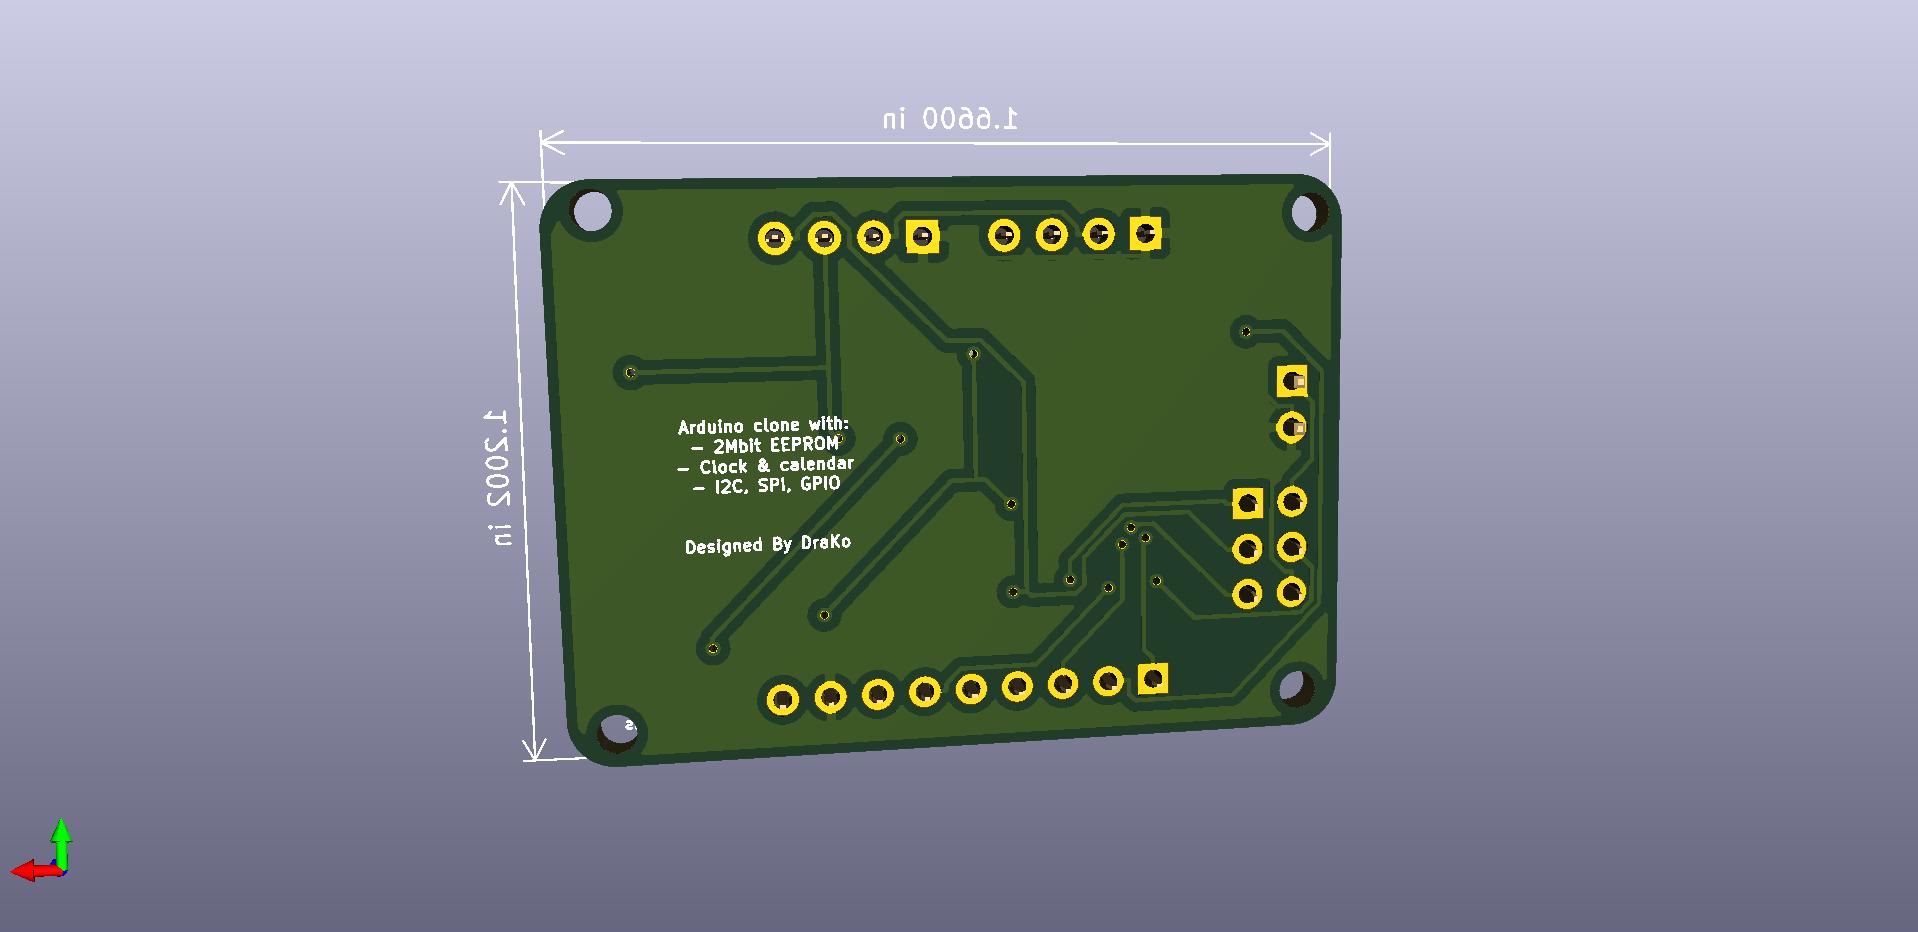 1.6600 in
1.2002 in
Arduino clone with:
- 2Mbit EEPROM
- Clock & calendar
- I2C, SPI, GPIO
Designed By DraKo